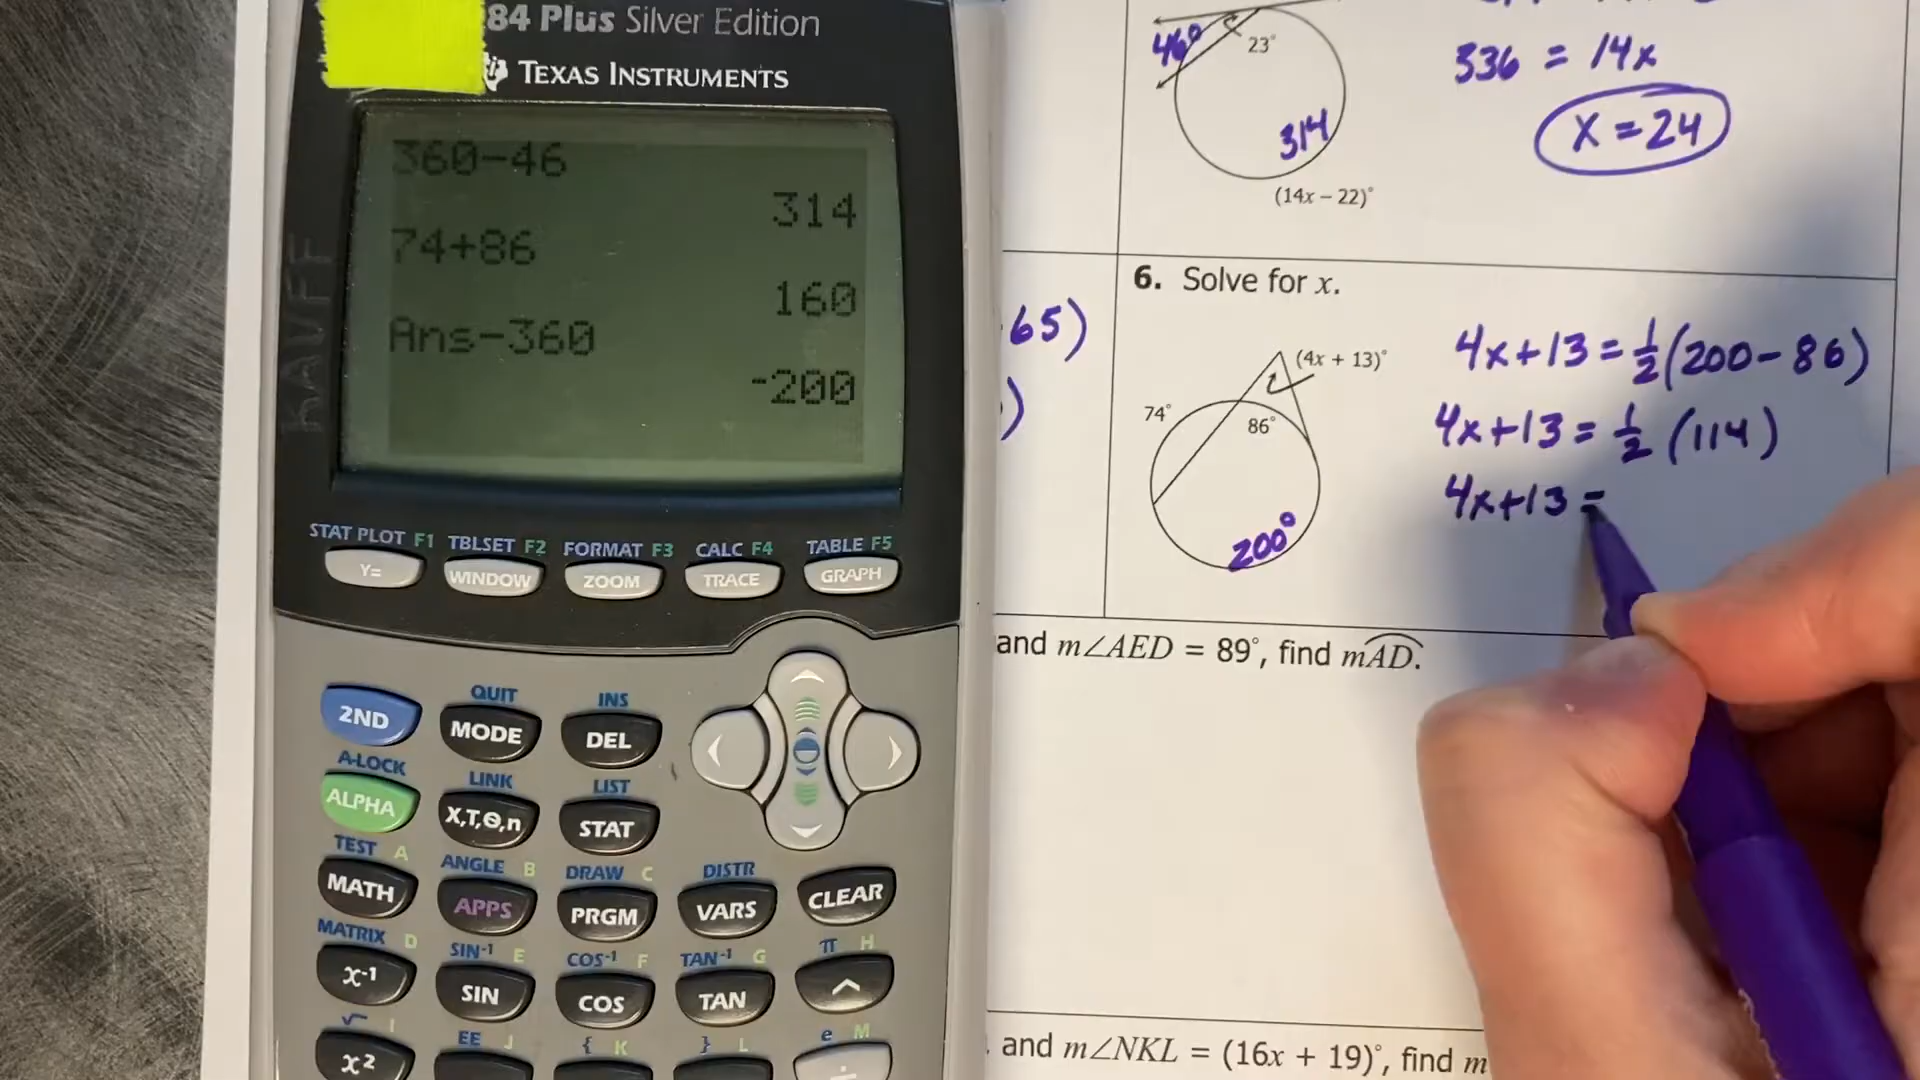 84 Plus Silver Edition
TEXAS INSTRUMENTS
360-46
314
74+86
160
Ans-360
-200
STAT PLOT F1 TBLSET F2 FORMAT F3 CALC F4 TABLE F5
Y= WINDOW ZOOM TRACE GRAPH
QUIT INS
2ND MODE DEL
A-LOCK LINK LIST
ALPHA X,T,Θ,n STAT
TEST A ANGLE B DRAW C DISTR
MATH APPS PRGM VARS CLEAR
MATRIX D SIN⁻¹ E COS⁻¹ F TAN⁻¹ G π H
x⁻¹ SIN COS TAN ^
√ I EE J { K } L e M
x² ÷
46° 23°
314
(14x – 22)°
336 = 14x
x = 24
65)
)
6. Solve for x.
(4x + 13)°
74°
86°
200°
4x+13 = ½(200-86)
4x+13 = ½ (114)
4x+13 =
and m∠AED = 89°, find mAD.
and m∠NKL = (16x + 19)°, find m